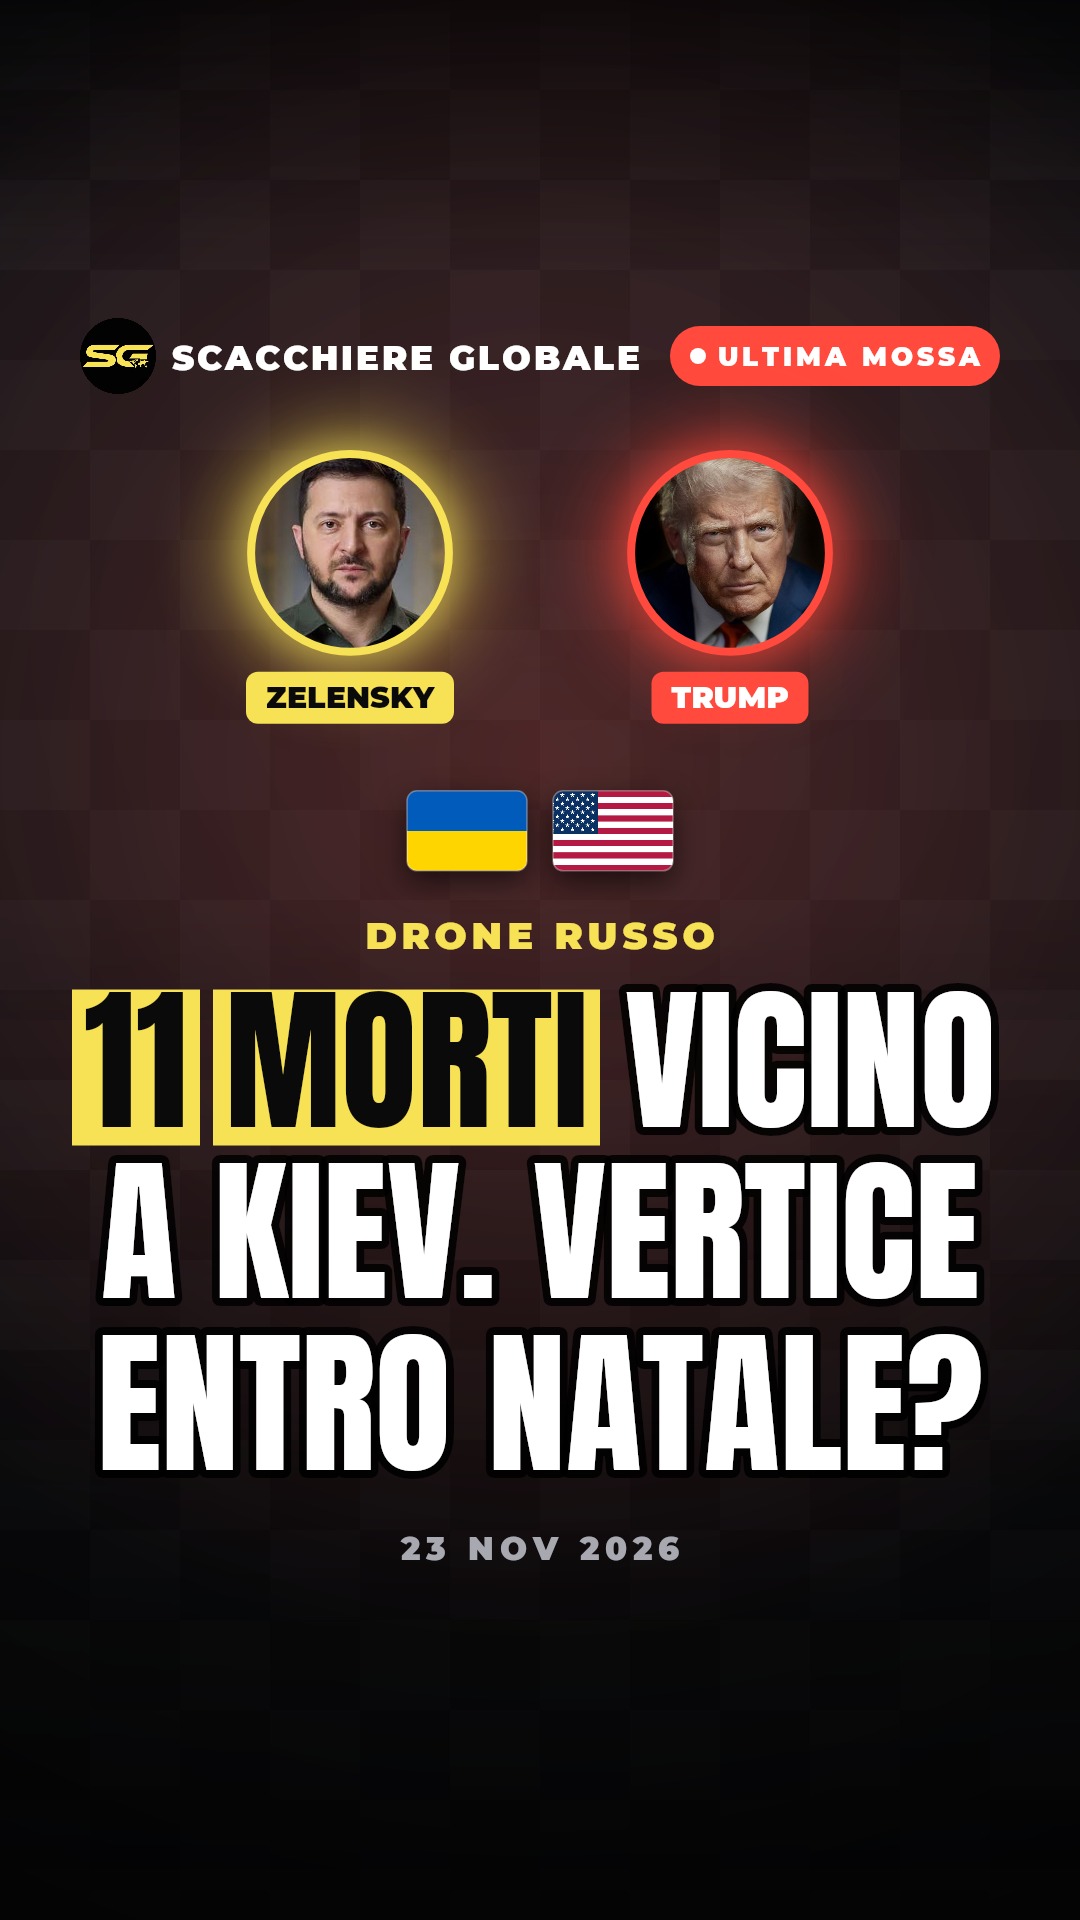 SG
SCACCHIERE GLOBALE
ULTIMA MOSSA
ZELENSKY
TRUMP
DRONE RUSSO
11 MORTI VICINO
A KIEV. VERTICE
ENTRO NATALE?
23 NOV 2026